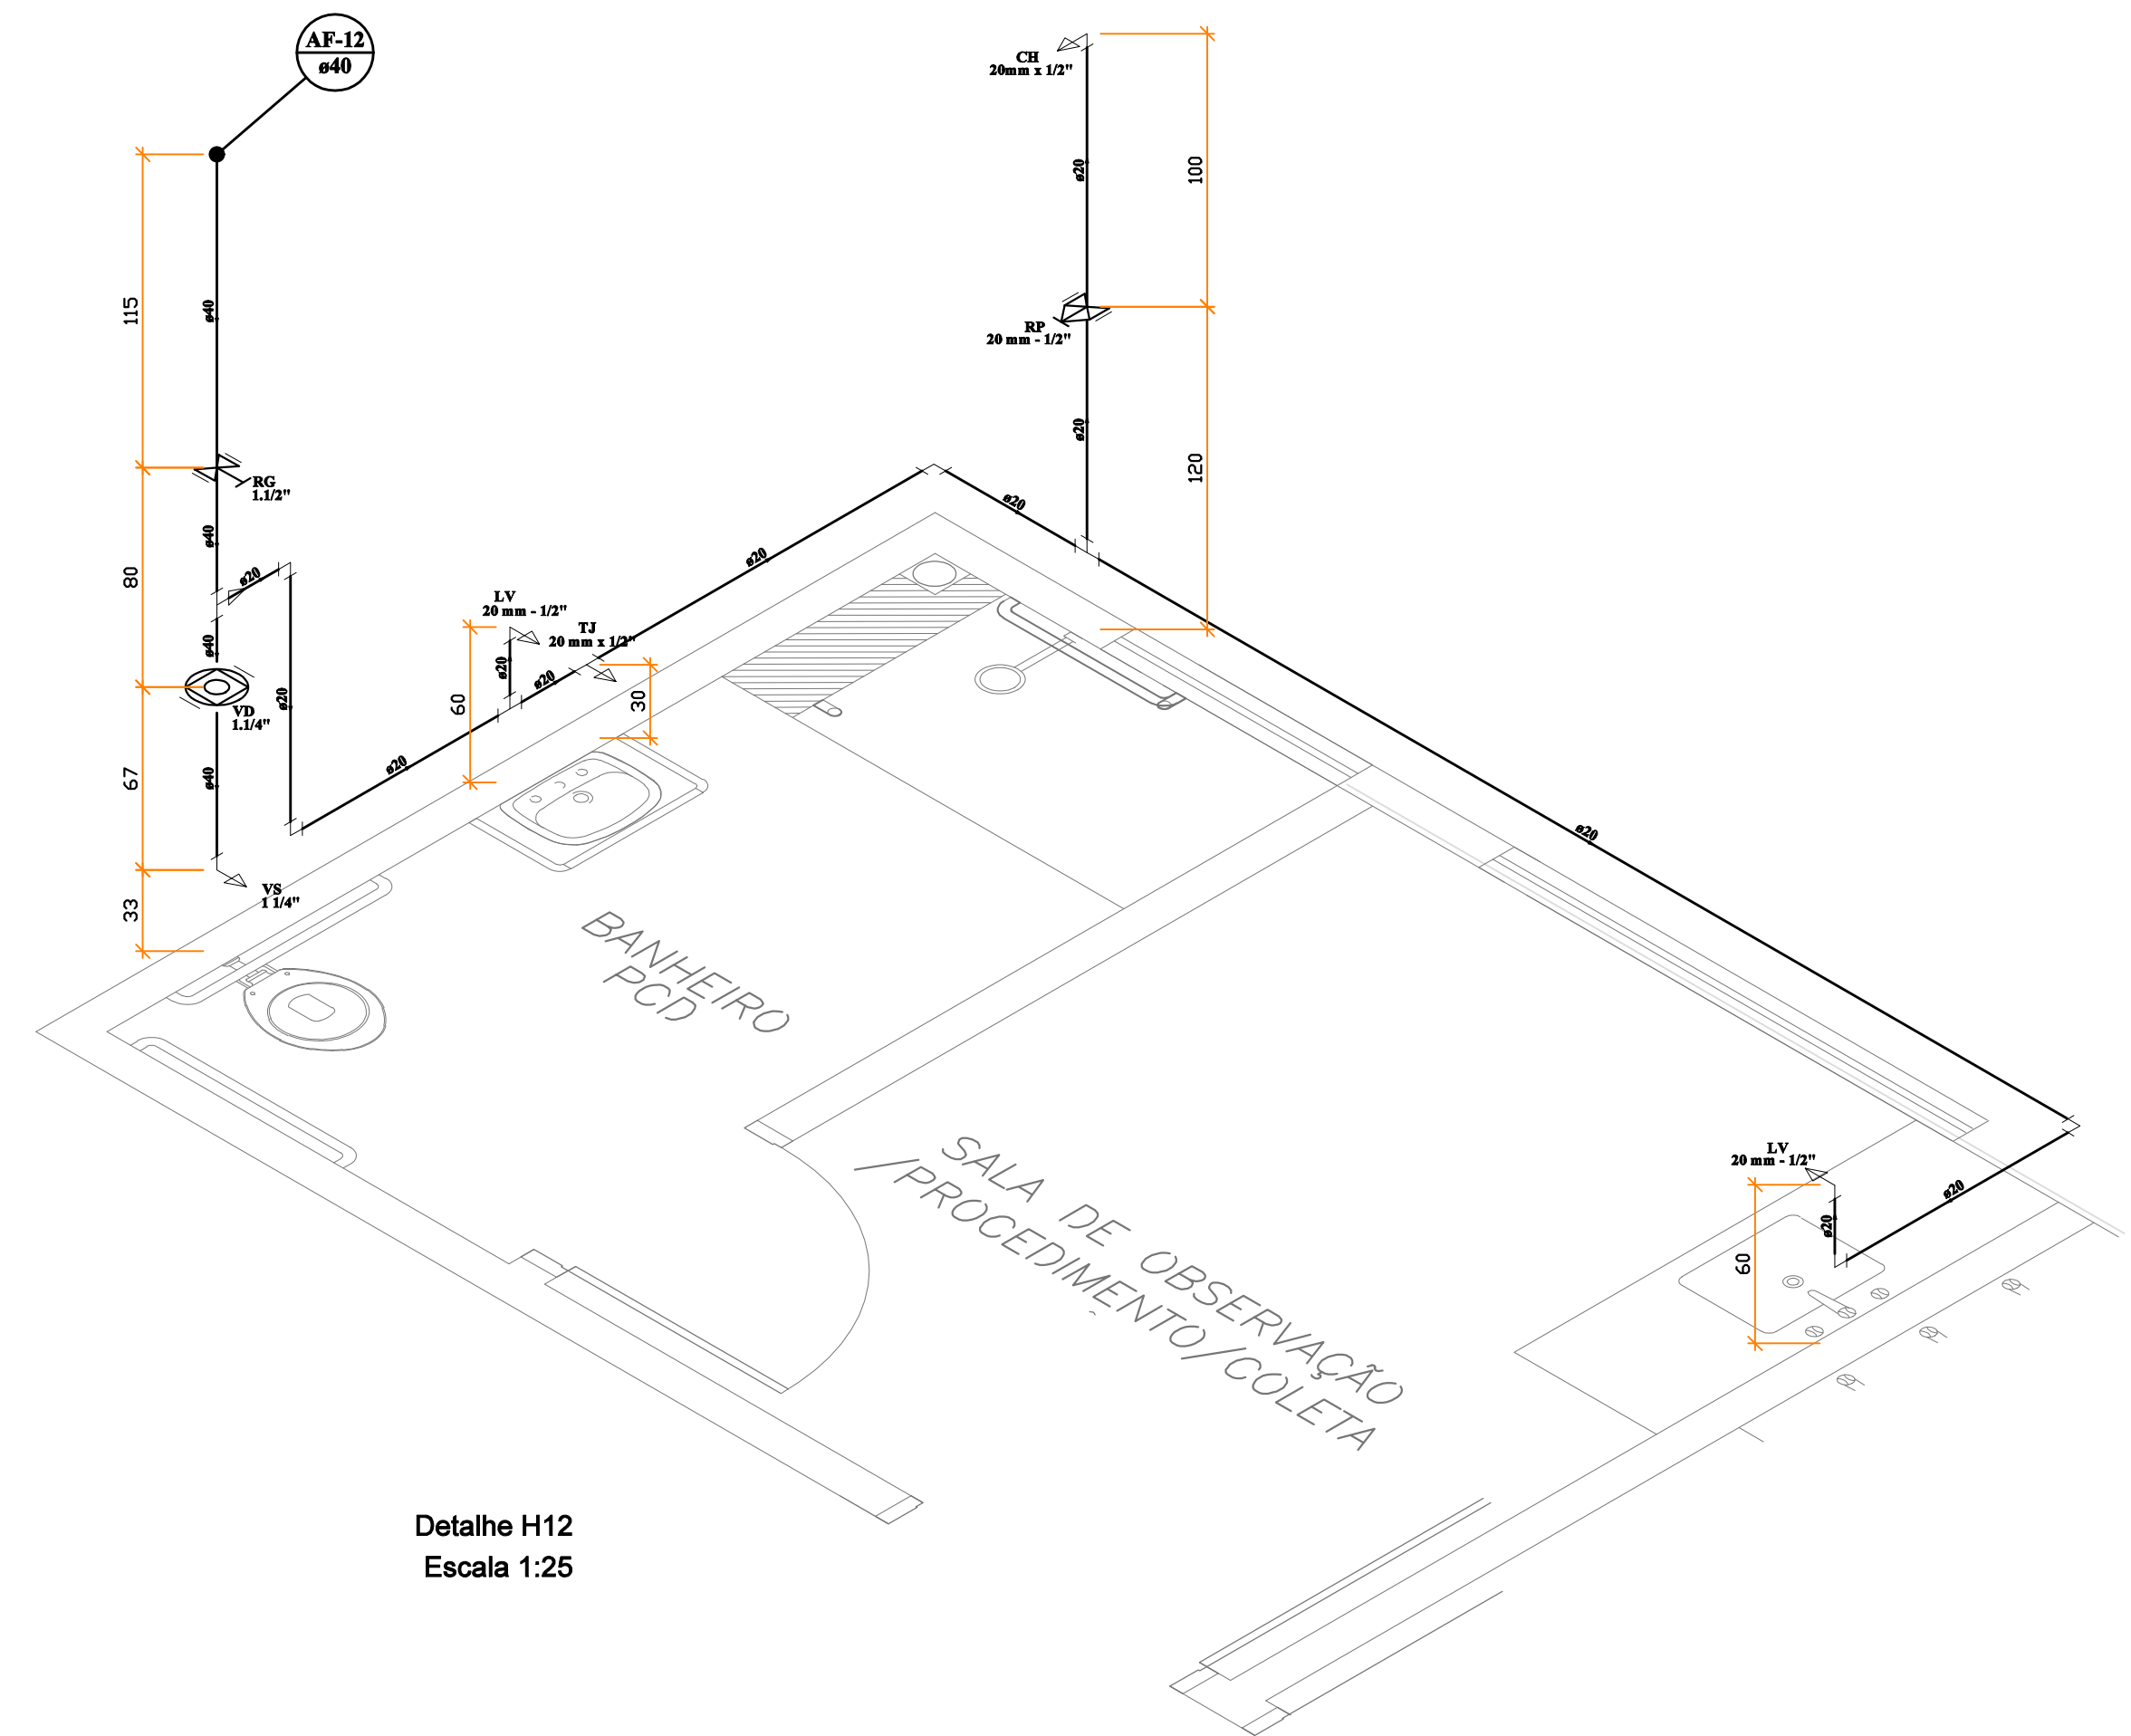 AF-12
ø40
CH
20mm x 1/2"
ø20
100
115
ø40
RP
20 mm - 1/2"
ø20
120
RG
1.1/2"
ø40
80
ø20
ø20
ø20
LV
20 mm - 1/2"
TJ
20 mm x 1/2"
ø40
ø20
ø20
ø20
60
30
VD
1.1/4"
ø20
67
ø40
ø20
VS
1 1/4"
33
BANHEIRO
PCD
SALA DE OBSERVAÇÃO
/PROCEDIMENTO/COLETA
LV
20 mm - 1/2"
ø20
ø20
60
Detalhe H12
Escala 1:25